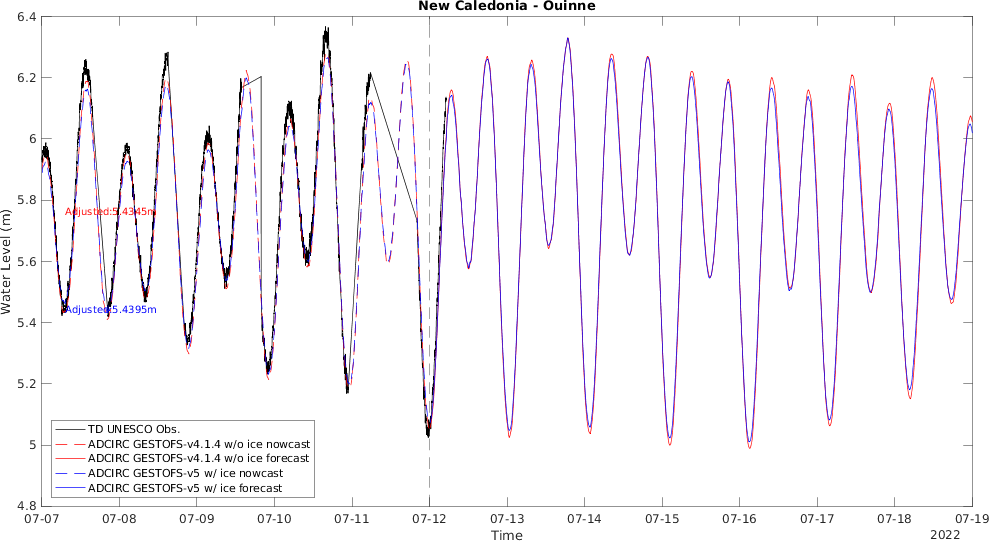 New Caledonia - Ouinne
6.4
6.2
6
5.8
5.6
5.4
5.2
5
4.8
Water Level (m)
Adjusted:5.4345m
Adjusted:5.4395m
TD UNESCO Obs.
ADCIRC GESTOFS-v4.1.4 w/o ice nowcast
ADCIRC GESTOFS-v4.1.4 w/o ice forecast
ADCIRC GESTOFS-v5 w/ ice nowcast
ADCIRC GESTOFS-v5 w/ ice forecast
07-07 07-08 07-09 07-10 07-11 07-12 07-13 07-14 07-15 07-16 07-17 07-18 07-19
Time
2022